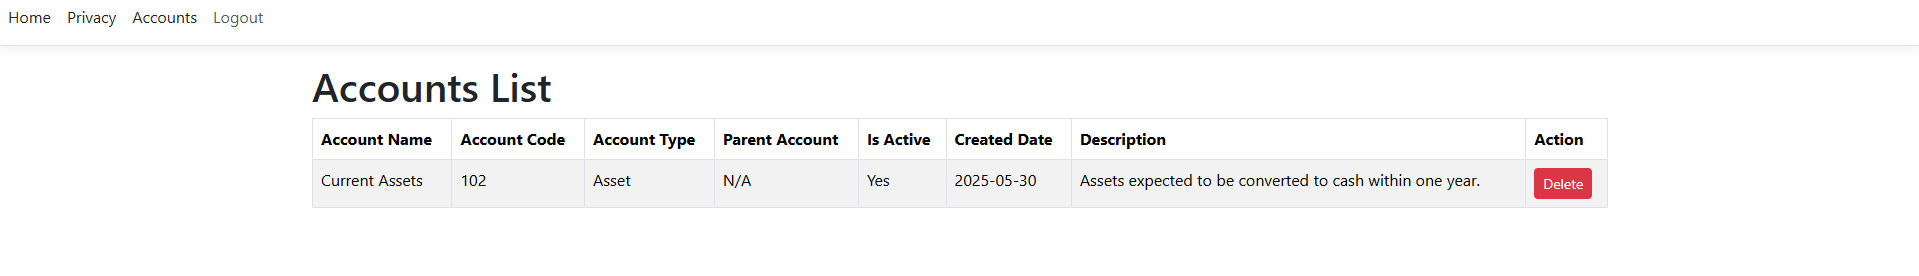 Home Privacy Accounts Logout
Accounts List
Account Name Account Code Account Type Parent Account Is Active Created Date Description Action
Current Assets 102 Asset N/A Yes 2025-05-30 Assets expected to be converted to cash within one year. Delete